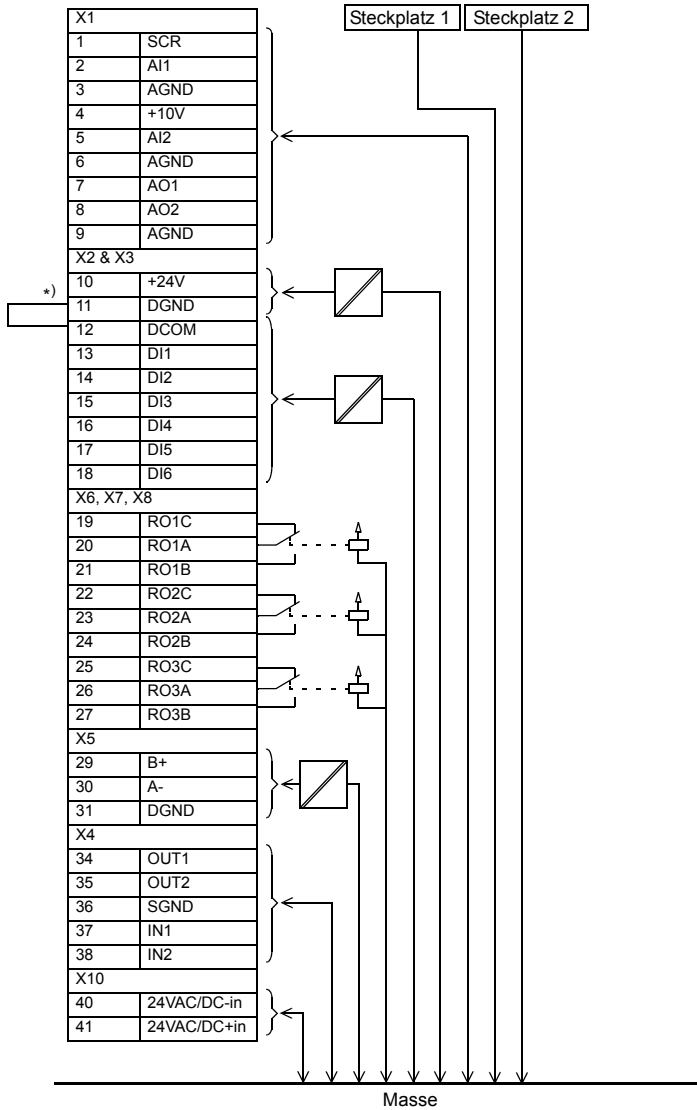 Steckplatz 1 Steckplatz 2
X1
1 SCR
2 AI1
3 AGND
4 +10V
5 AI2
6 AGND
7 AO1
8 AO2
9 AGND
X2 & X3
*)
10 +24V
11 DGND
12 DCOM
13 DI1
14 DI2
15 DI3
16 DI4
17 DI5
18 DI6
X6, X7, X8
19 RO1C
20 RO1A
21 RO1B
22 RO2C
23 RO2A
24 RO2B
25 RO3C
26 RO3A
27 RO3B
X5
29 B+
30 A-
31 DGND
X4
34 OUT1
35 OUT2
36 SGND
37 IN1
38 IN2
X10
40 24VAC/DC-in
41 24VAC/DC+in
Masse